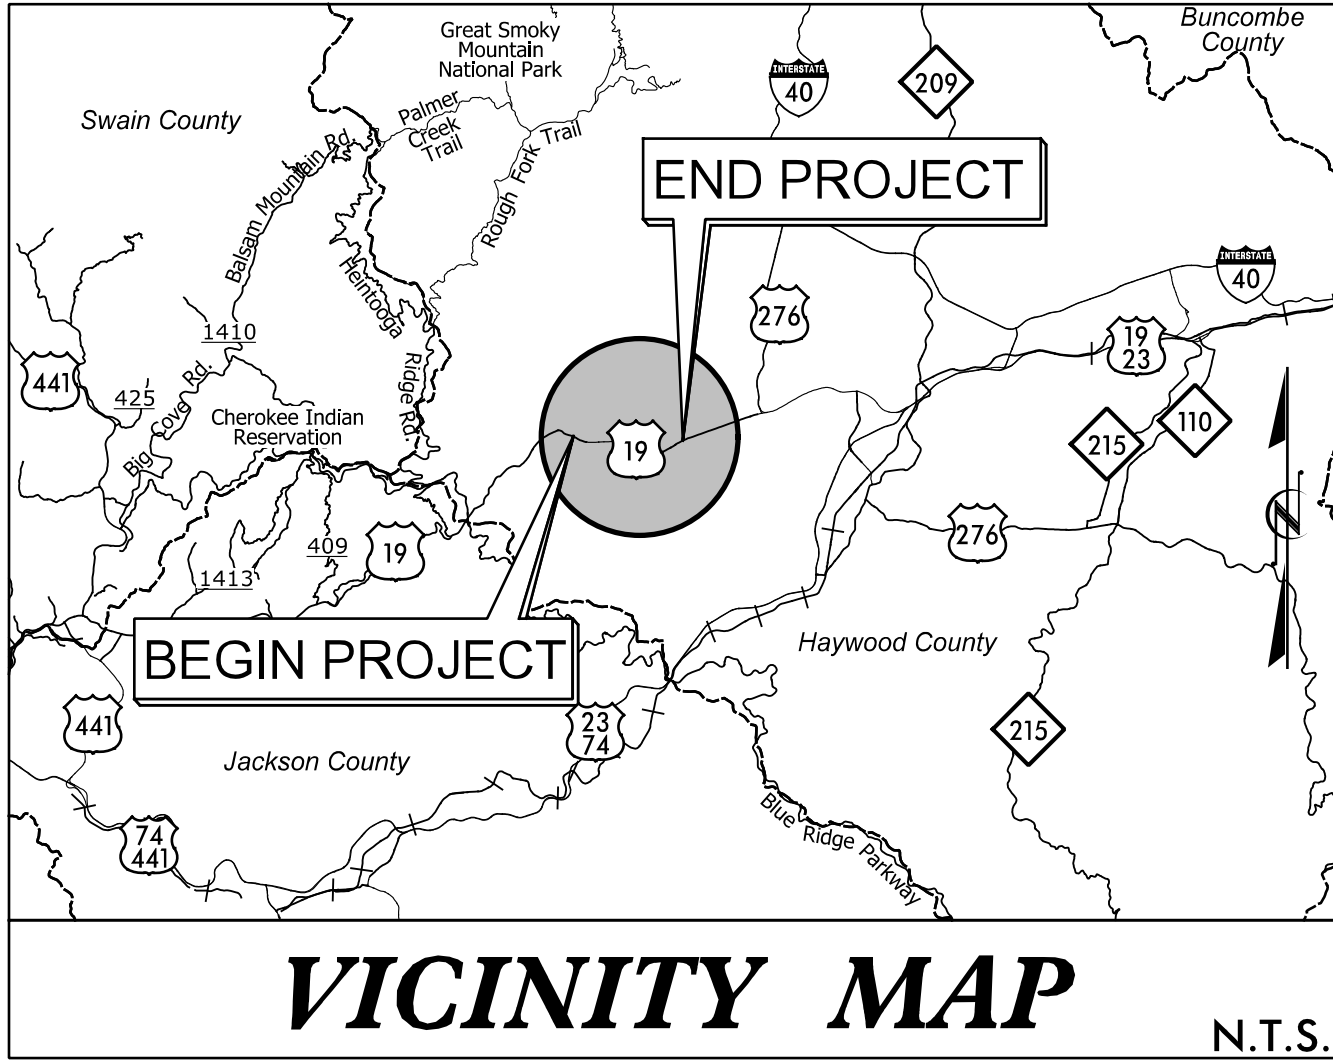 Buncombe
County
Great Smoky
Mountain
National Park
INTERSTATE
40
209
Swain County
Palmer
Creek
Trail
Balsam Mountain Rd.
Rough Fork Trail
END PROJECT
Heintooga
Ridge Rd.
INTERSTATE
40
276
1410
19
23
441
425
Big Cove Rd.
Cherokee Indian
Reservation
19
215
110
N
276
409
19
1413
BEGIN PROJECT
Haywood County
441
23
74
215
Jackson County
Blue Ridge Parkway
74
441
VICINITY MAP
N.T.S.